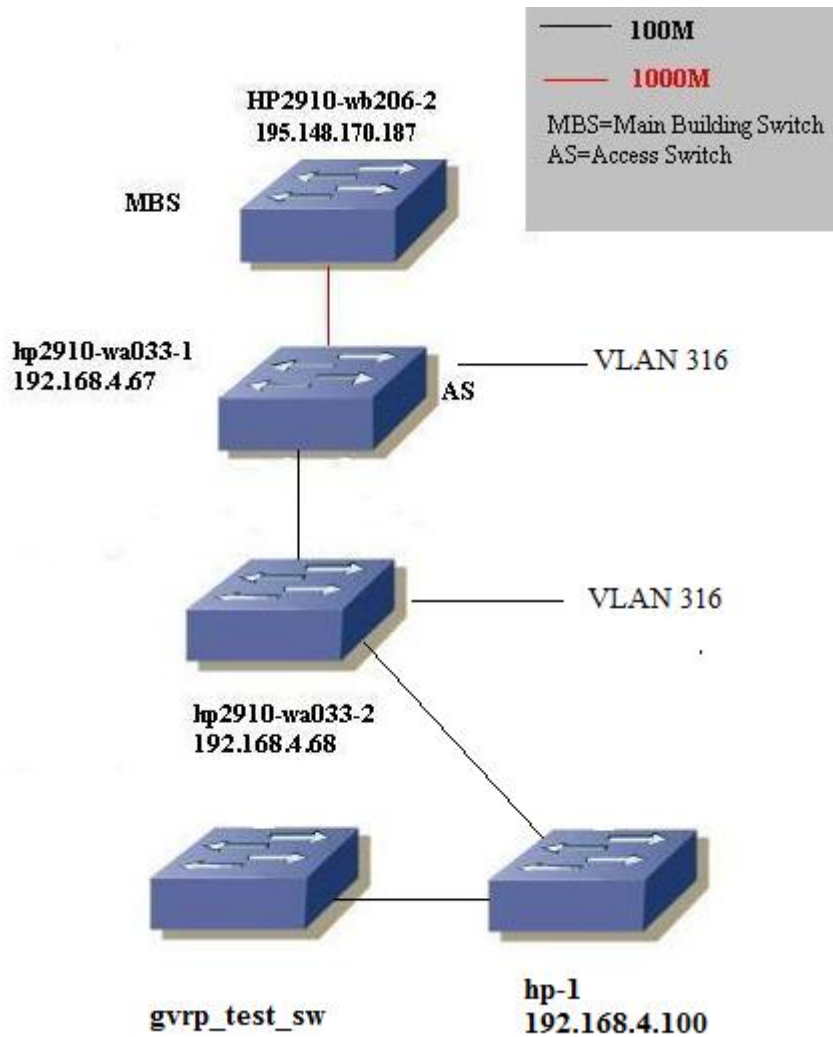 100M
1000M
MBS=Main Building Switch
AS=Access Switch
HP2910-wb206-2
195.148.170.187
MBS
hp2910-wa033-1
192.168.4.67
VLAN 316
AS
VLAN 316
hp2910-wa033-2
192.168.4.68
gvrp_test_sw
hp-1
192.168.4.100